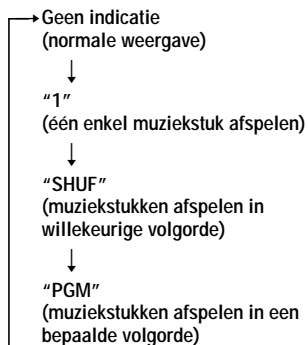 Geen indicatie
(normale weergave)
“1”
(één enkel muziekstuk afspelen)
“SHUF”
(muziekstukken afspelen in
willekeurige volgorde)
“PGM”
(muziekstukken afspelen in een
bepaalde volgorde)